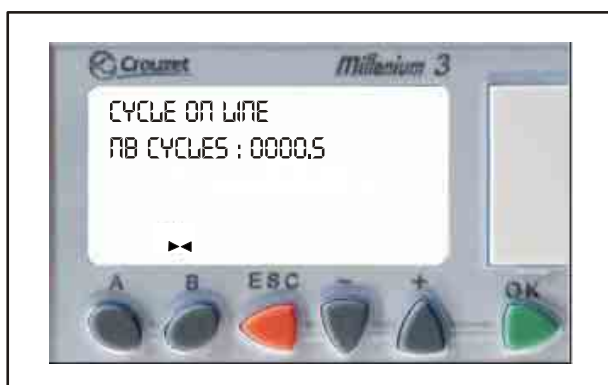 Crouzet Millenium 3
CYCLE ON LINE
NB CYCLES : 0000.5
A B ESC - + OK